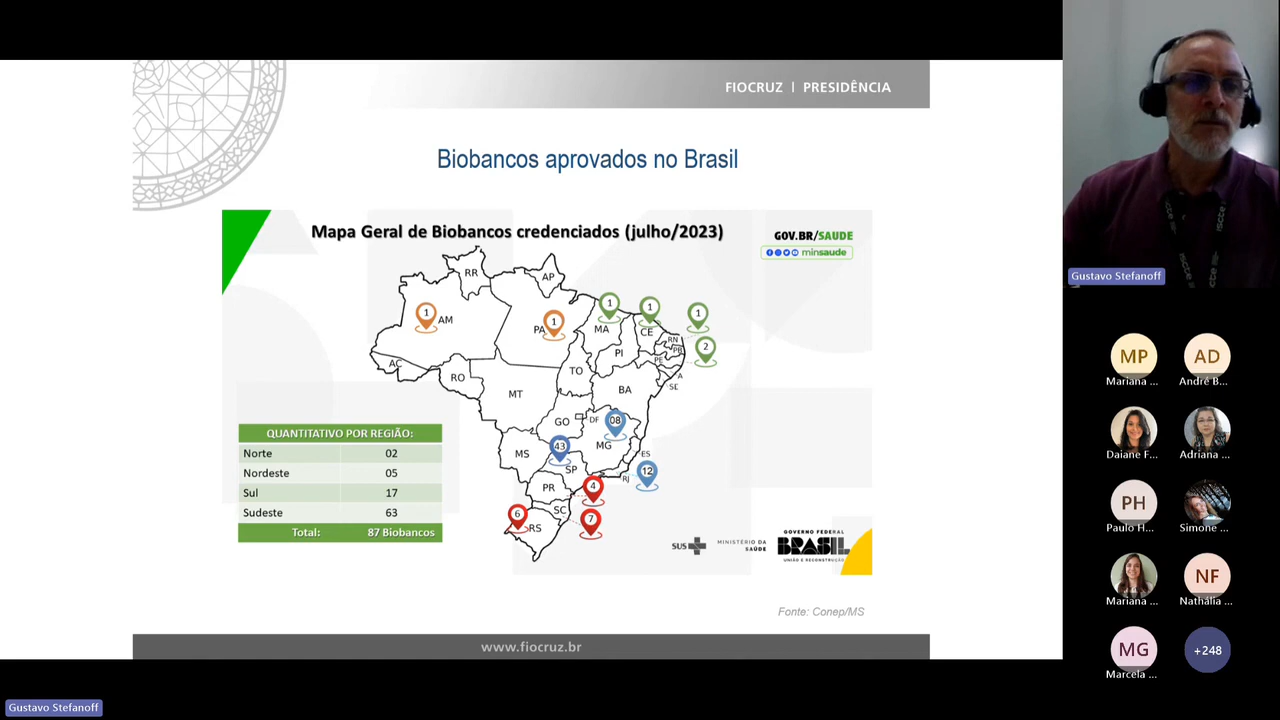 FIOCRUZ | PRESIDÊNCIA
Biobancos aprovados no Brasil
Mapa Geral de Biobancos credenciados (julho/2023)
GOV.BR/SAUDE
minsaude
RR
AP
1
AM
1
PA
1
MA
1
CE
1
RN
PB
2
PE
PI
AC
RO
TO
A
SE
MT
BA
GO
DF
08
MG
43
MS
SP
ES
12
RJ
PR
4
SC
6
RS
7
QUANTITATIVO POR REGIÃO:
Norte 02
Nordeste 05
Sul 17
Sudeste 63
Total: 87 Biobancos
SUS
MINISTÉRIO DA
SAÚDE
GOVERNO FEDERAL
BRASIL
UNIÃO E RECONSTRUÇÃO
Fonte: Conep/MS
www.fiocruz.br
Gustavo Stefanoff
Gustavo Stefanoff
MP
AD
Mariana ...
André B...
Daiane F...
Adriana ...
PH
Paulo H...
Simone ...
NF
Mariana ...
Nathália ...
MG
+248
Marcela ...